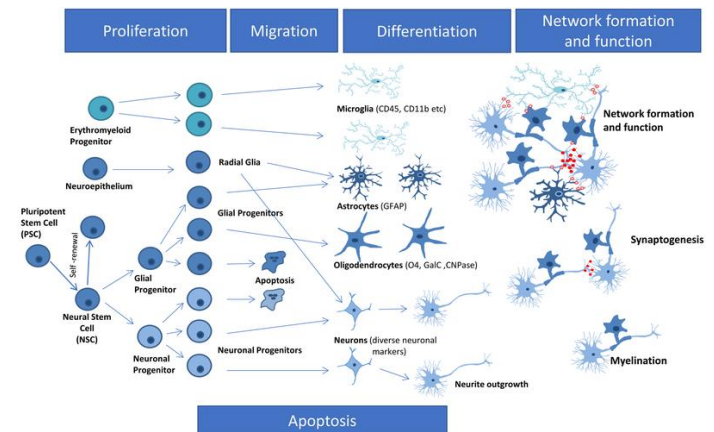 Proliferation
Migration
Differentiation
Network formation
and function
Erythromyeloid
Progenitor
Microglia (CD45, CD11b etc)
Network formation
and function
Radial Glia
Neuroepithelium
Astrocytes (GFAP)
Pluripotent
Stem Cell
(PSC)
Glial Progenitors
Self -renewal
Synaptogenesis
Oligodendrocytes (O4, GalC ,CNPase)
Glial
Progenitor
Apoptosis
Neural Stem
Cell
(NSC)
Neurons (diverse neuronal
markers)
Neuronal Progenitors
Neuronal
Progenitor
Myelination
Neurite outgrowth
Apoptosis